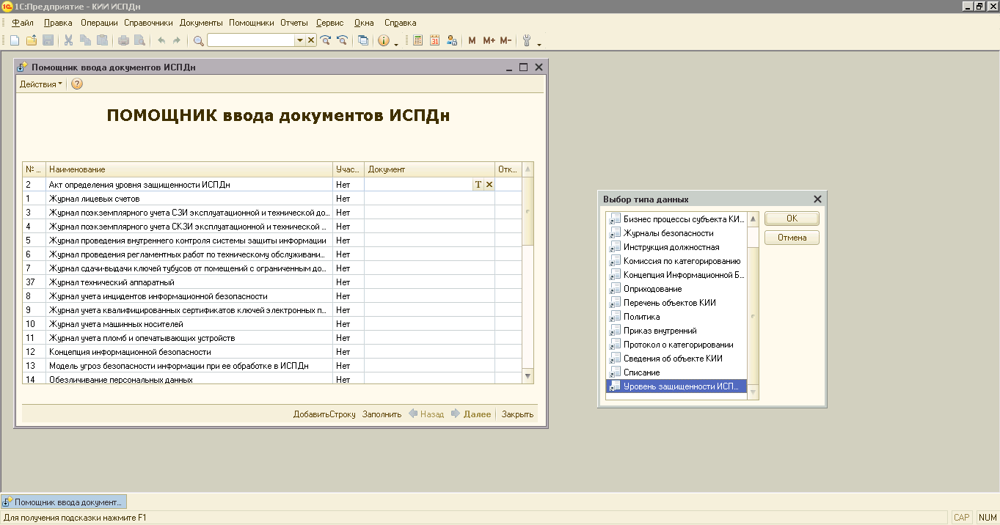 1С:Предприятие - КИИ ИСПДн
Файл Правка Операции Справочники Документы Помощники Отчеты Сервис Окна Справка
M M+ M-
Помощник ввода документов ИСПДн
Действия
ПОМОЩНИК ввода документов ИСПДн
№ ... Наименование Учас... Документ Отк...
2 Акт определения уровня защищенности ИСПДн Нет T
1 Журнал лицевых счетов Нет
3 Журнал поэкземплярного учета СЗИ эксплуатационной и технической до... Нет
4 Журнал поэкземплярного учета СКЗИ эксплуатационной и технической ... Нет
5 Журнал проведения внутреннего контроля системы защиты информации Нет
6 Журнал проведения регламентных работ по техническому обслуживани... Нет
7 Журнал сдачи-выдачи ключей тубусов от помещений с ограниченным до... Нет
37 Журнал технический аппаратный Нет
8 Журнал учета инцидентов информационной безопасности Нет
9 Журнал учета квалифицированных сертификатов ключей электронных п... Нет
10 Журнал учета машинных носителей Нет
11 Журнал учета пломб и опечатывающих устройств Нет
12 Концепция информационной безопасности Нет
13 Модель угроз безопасности информации при ее обработке в ИСПДн Нет
14 Обезличивание персональных данных Нет
ДобавитьСтроку Заполнить Назад Далее Закрыть
Выбор типа данных
Бизнес процессы субъекта КИ...
Журналы безопасности
Инструкция должностная
Комиссия по категорированию
Концепция Информационной Б...
Оприходование
Перечень объектов КИИ
Политика
Приказ внутренний
Протокол о категорировании
Сведения об объекте КИИ
Списание
Уровень защищенности ИСП...
OK
Отмена
Помощник ввода документ...
Для получения подсказки нажмите F1
CAP NUM